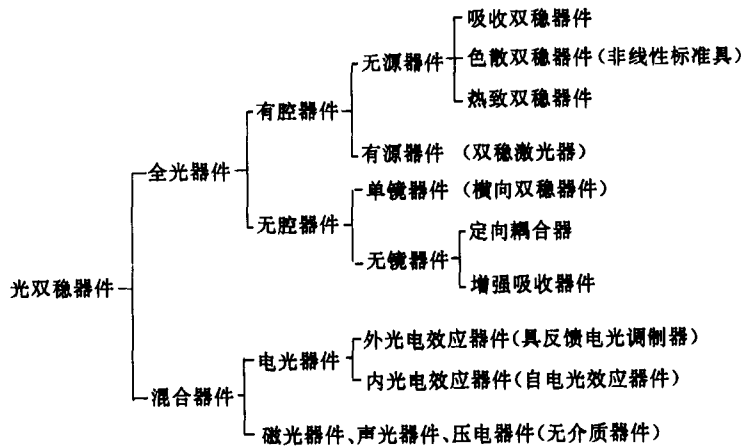 吸收双稳器件
无源器件
色散双稳器件(非线性标准具)
热致双稳器件
有腔器件
有源器件 (双稳激光器)
全光器件
单镜器件 (横向双稳器件)
无腔器件
定向耦合器
无镜器件
增强吸收器件
光双稳器件
外光电效应器件(具反馈电光调制器)
电光器件
内光电效应器件(自电光效应器件)
混合器件
磁光器件、声光器件、压电器件(无介质器件)